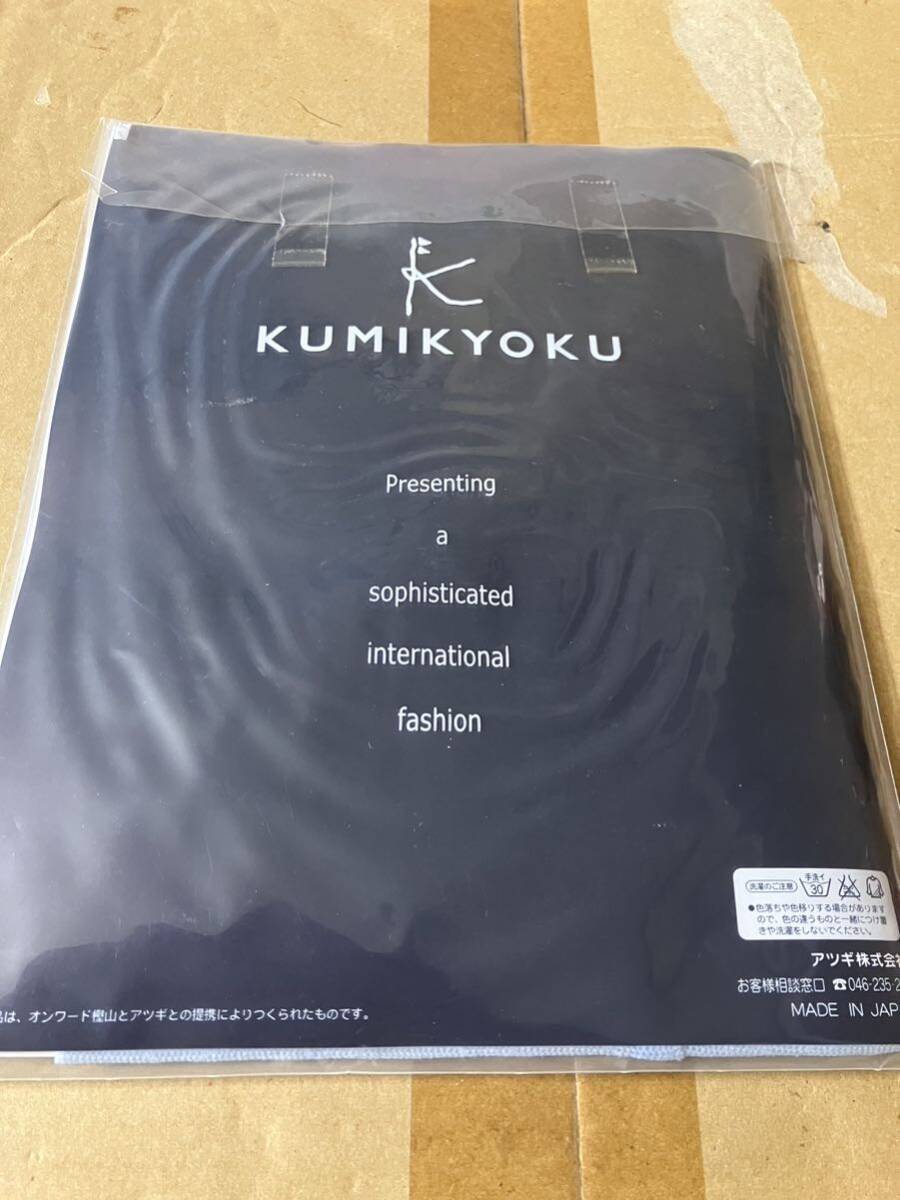 KUMIKYOKU
Presenting
a
sophisticated
international
fashion
洗濯のご注意
手洗イ
30
●色落ちや色移りする場合があります
ので、色の違うものと一緒につけ置
きや洗濯をしないでください。
アツギ株式会社
お客様相談窓口 ☎046-235-2
MADE IN JAP
品は、オンワード樫山とアツギとの提携によりつくられたものです。